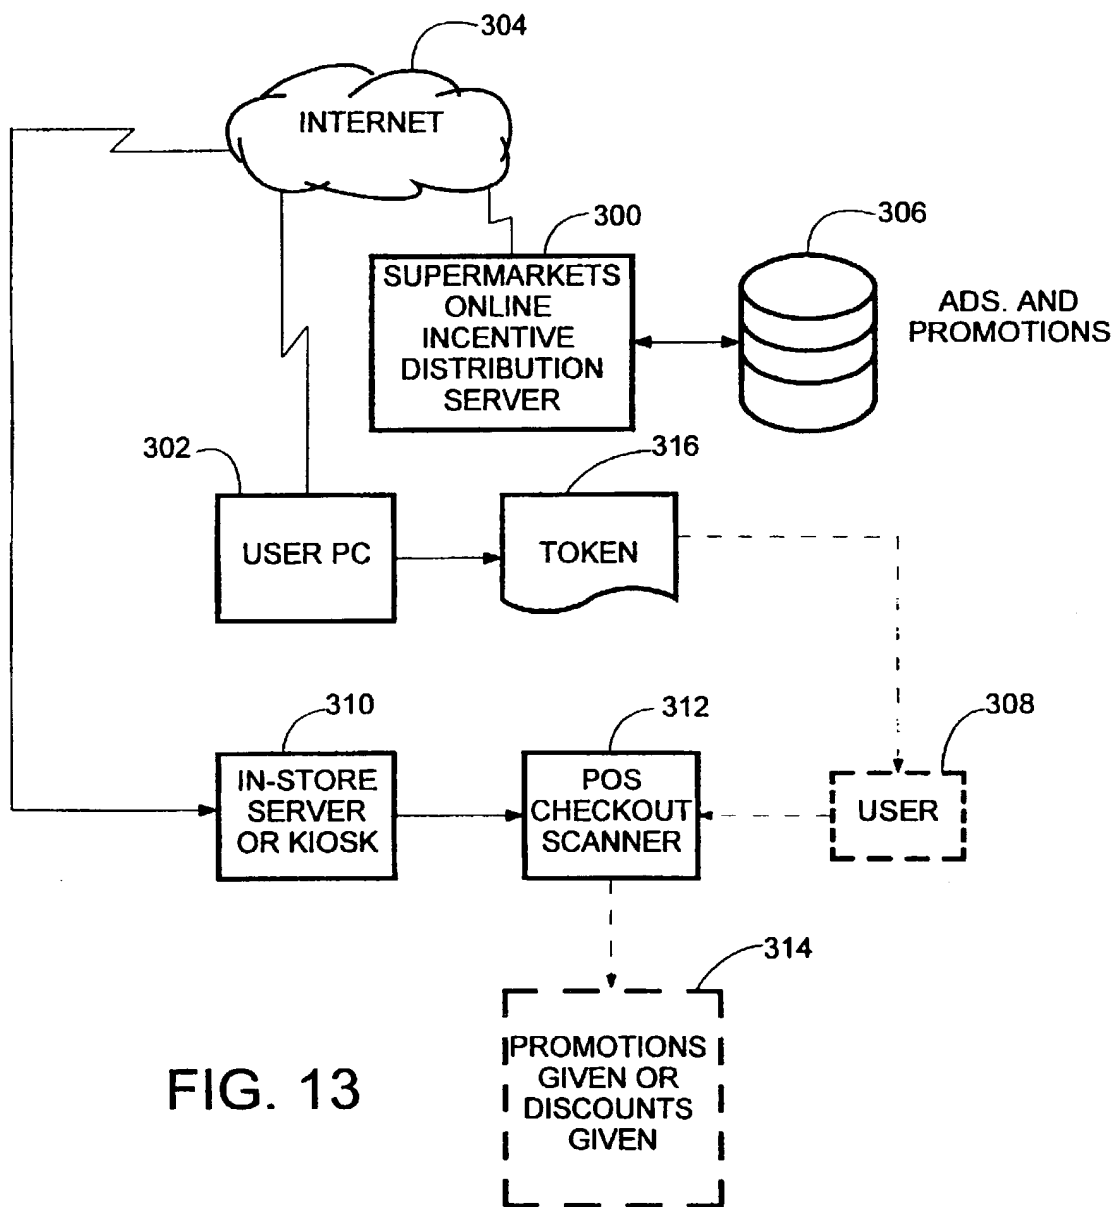 304
INTERNET
300
306
SUPERMARKETS
ONLINE
INCENTIVE
DISTRIBUTION
SERVER
ADS. AND
PROMOTIONS
302
316
USER PC
TOKEN
310
312
308
IN-STORE
SERVER
OR KIOSK
POS
CHECKOUT
SCANNER
USER
314
PROMOTIONS
GIVEN OR
DISCOUNTS
GIVEN
FIG. 13